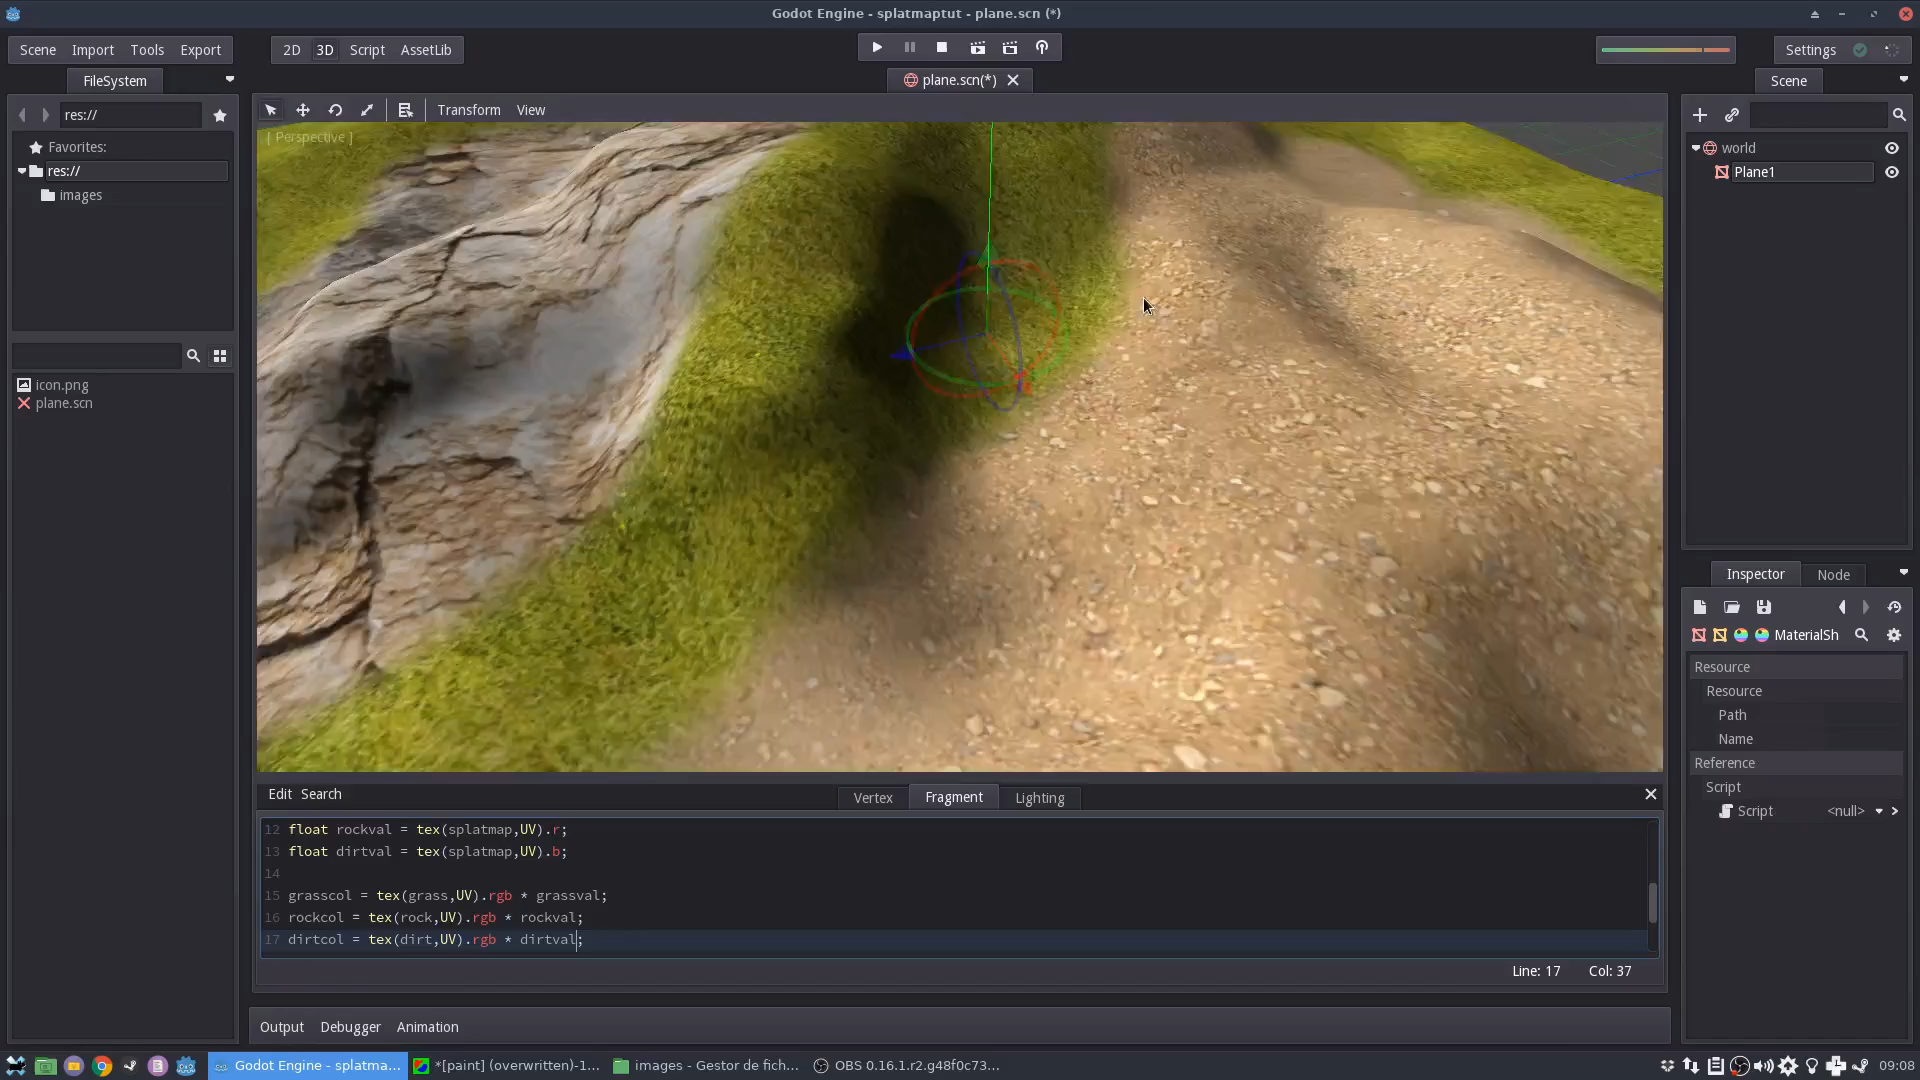 Godot Engine - splatmaptut - plane.scn (*)
Scene Import Tools Export
2D 3D Script AssetLib
Settings
FileSystem
plane.scn(*)
Scene
res://
Transform View
[ Perspective ]
Favorites:
res://
images
world
Plane1
icon.png
plane.scn
Inspector Node
MaterialSh
Resource
Resource
Path
Name
Reference
Script
Script <null>
Edit Search
Vertex Fragment Lighting
12 float rockval = tex(splatmap,UV).r;
13 float dirtval = tex(splatmap,UV).b;
14
15 grasscol = tex(grass,UV).rgb * grassval;
16 rockcol = tex(rock,UV).rgb * rockval;
17 dirtcol = tex(dirt,UV).rgb * dirtval;
Line: 17 Col: 37
Output Debugger Animation
Godot Engine - splatma...
*[paint] (overwritten)-1...
images - Gestor de fich...
OBS 0.16.1.r2.g48f0c73...
09:08